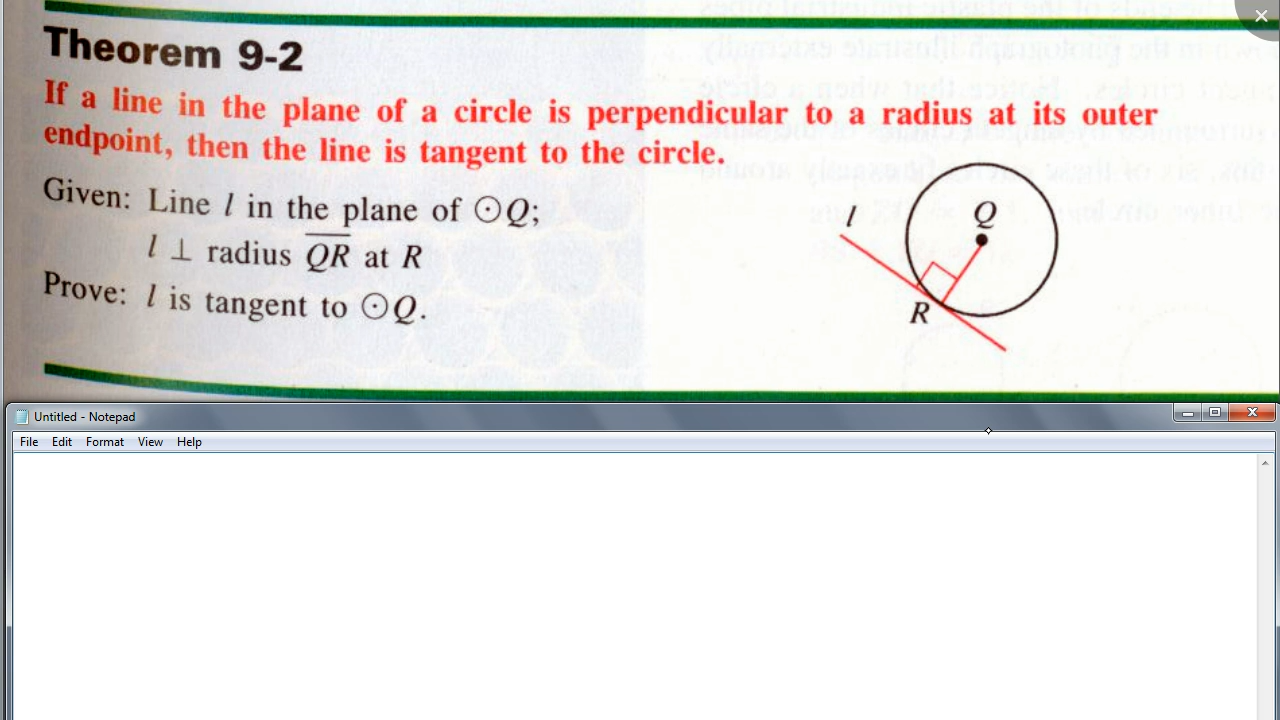 Theorem 9-2
If a line in the plane of a circle is perpendicular to a radius at its outer
endpoint, then the line is tangent to the circle.
Given: Line l in the plane of ⊙Q;
l ⊥ radius Q̅R̅ at R
Prove: l is tangent to ⊙Q.
l
Q
R
Untitled - Notepad
File Edit Format View Help